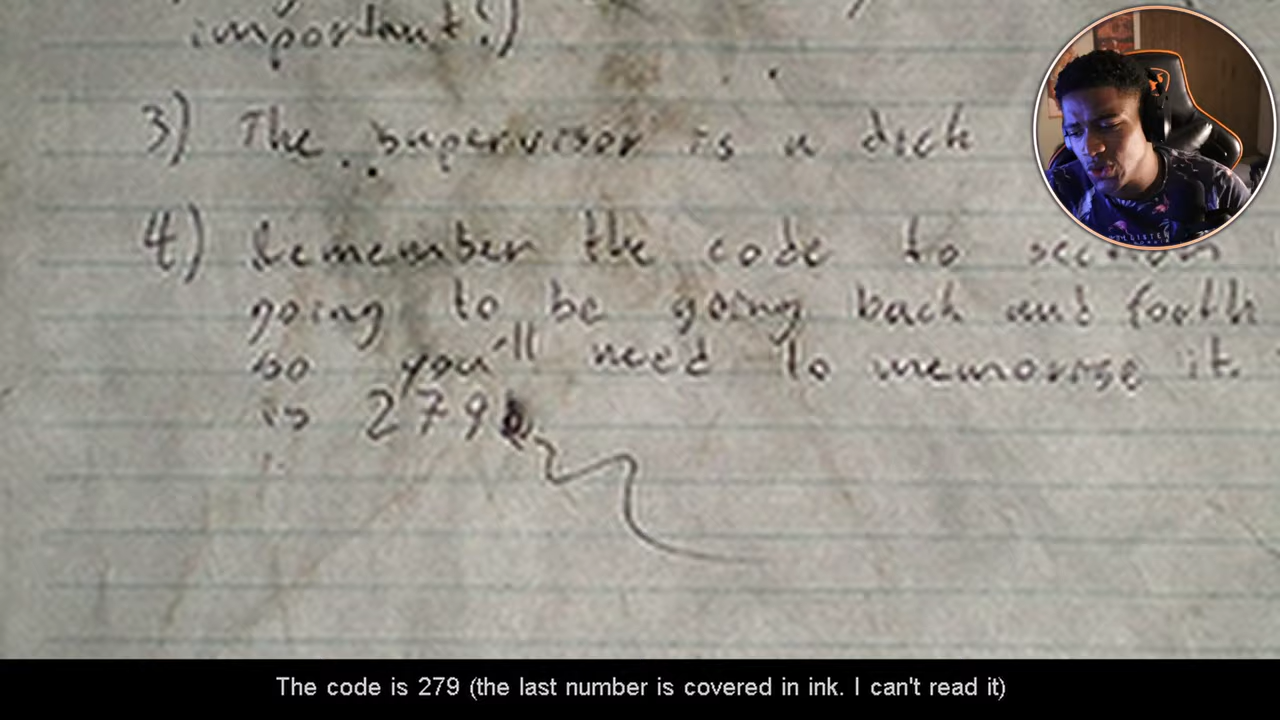 important!)
3) The supervisor is a dick
4) Remember the code to section
going to be going back and forth
so you'll need to memorise it.
is 279
The code is 279 (the last number is covered in ink. I can't read it)